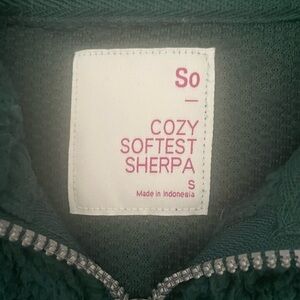 So
COZY
SOFTEST
SHERPA
S
Made in Indonesia